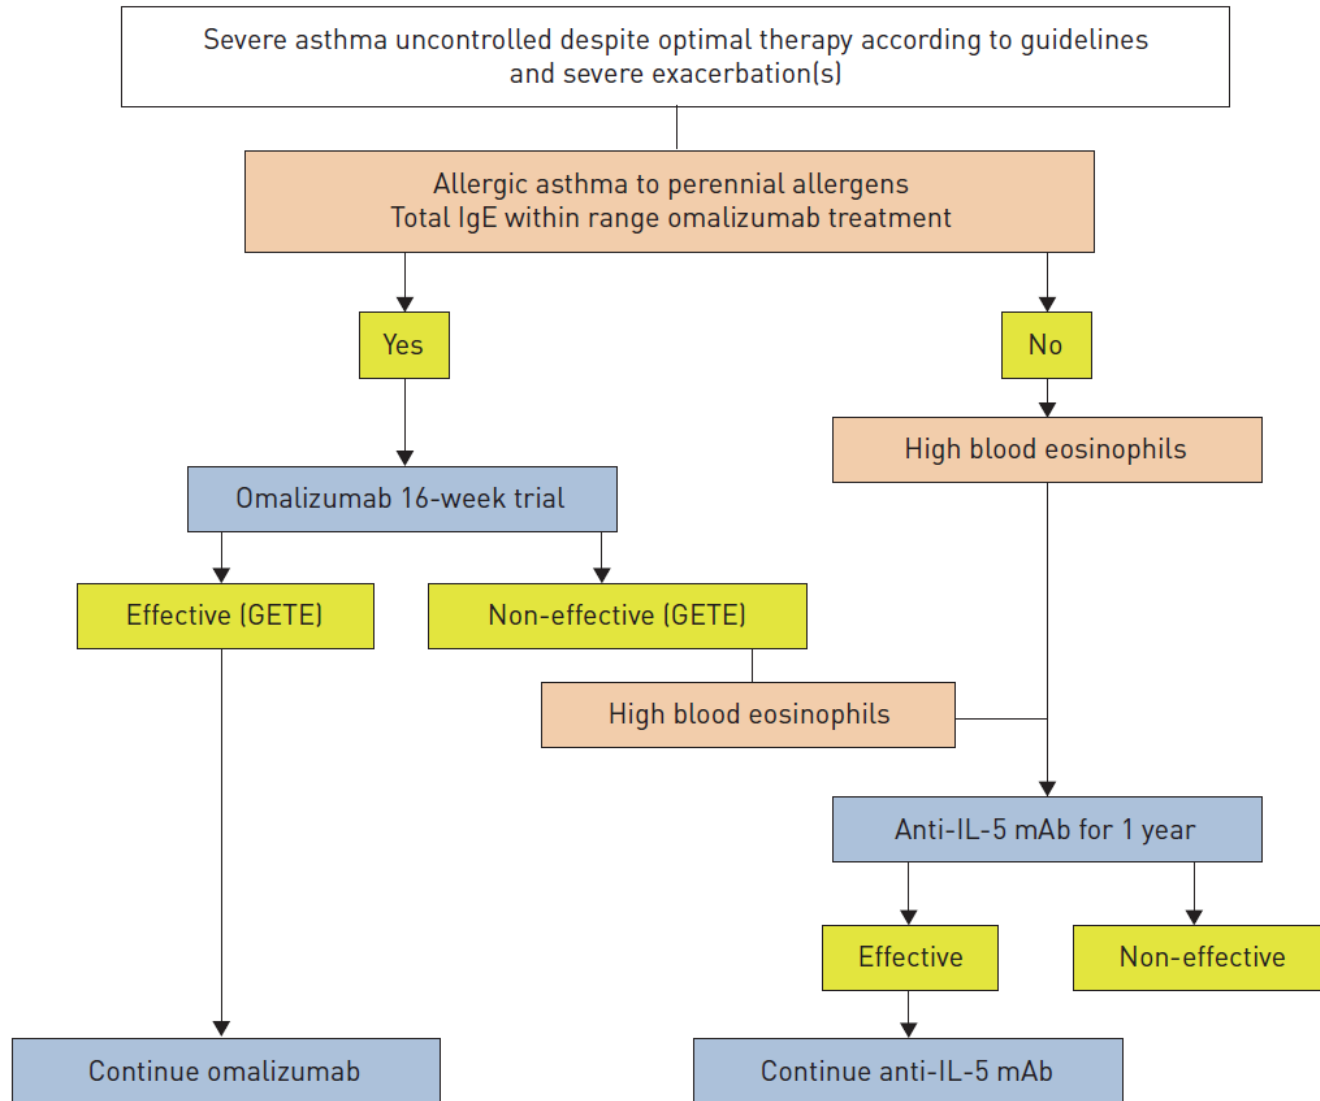 Severe asthma uncontrolled despite optimal therapy according to guidelines
and severe exacerbation(s)
Allergic asthma to perennial allergens
Total IgE within range omalizumab treatment
Yes
No
High blood eosinophils
Omalizumab 16-week trial
Effective (GETE)
Non-effective (GETE)
High blood eosinophils
Anti-IL-5 mAb for 1 year
Effective
Non-effective
Continue omalizumab
Continue anti-IL-5 mAb